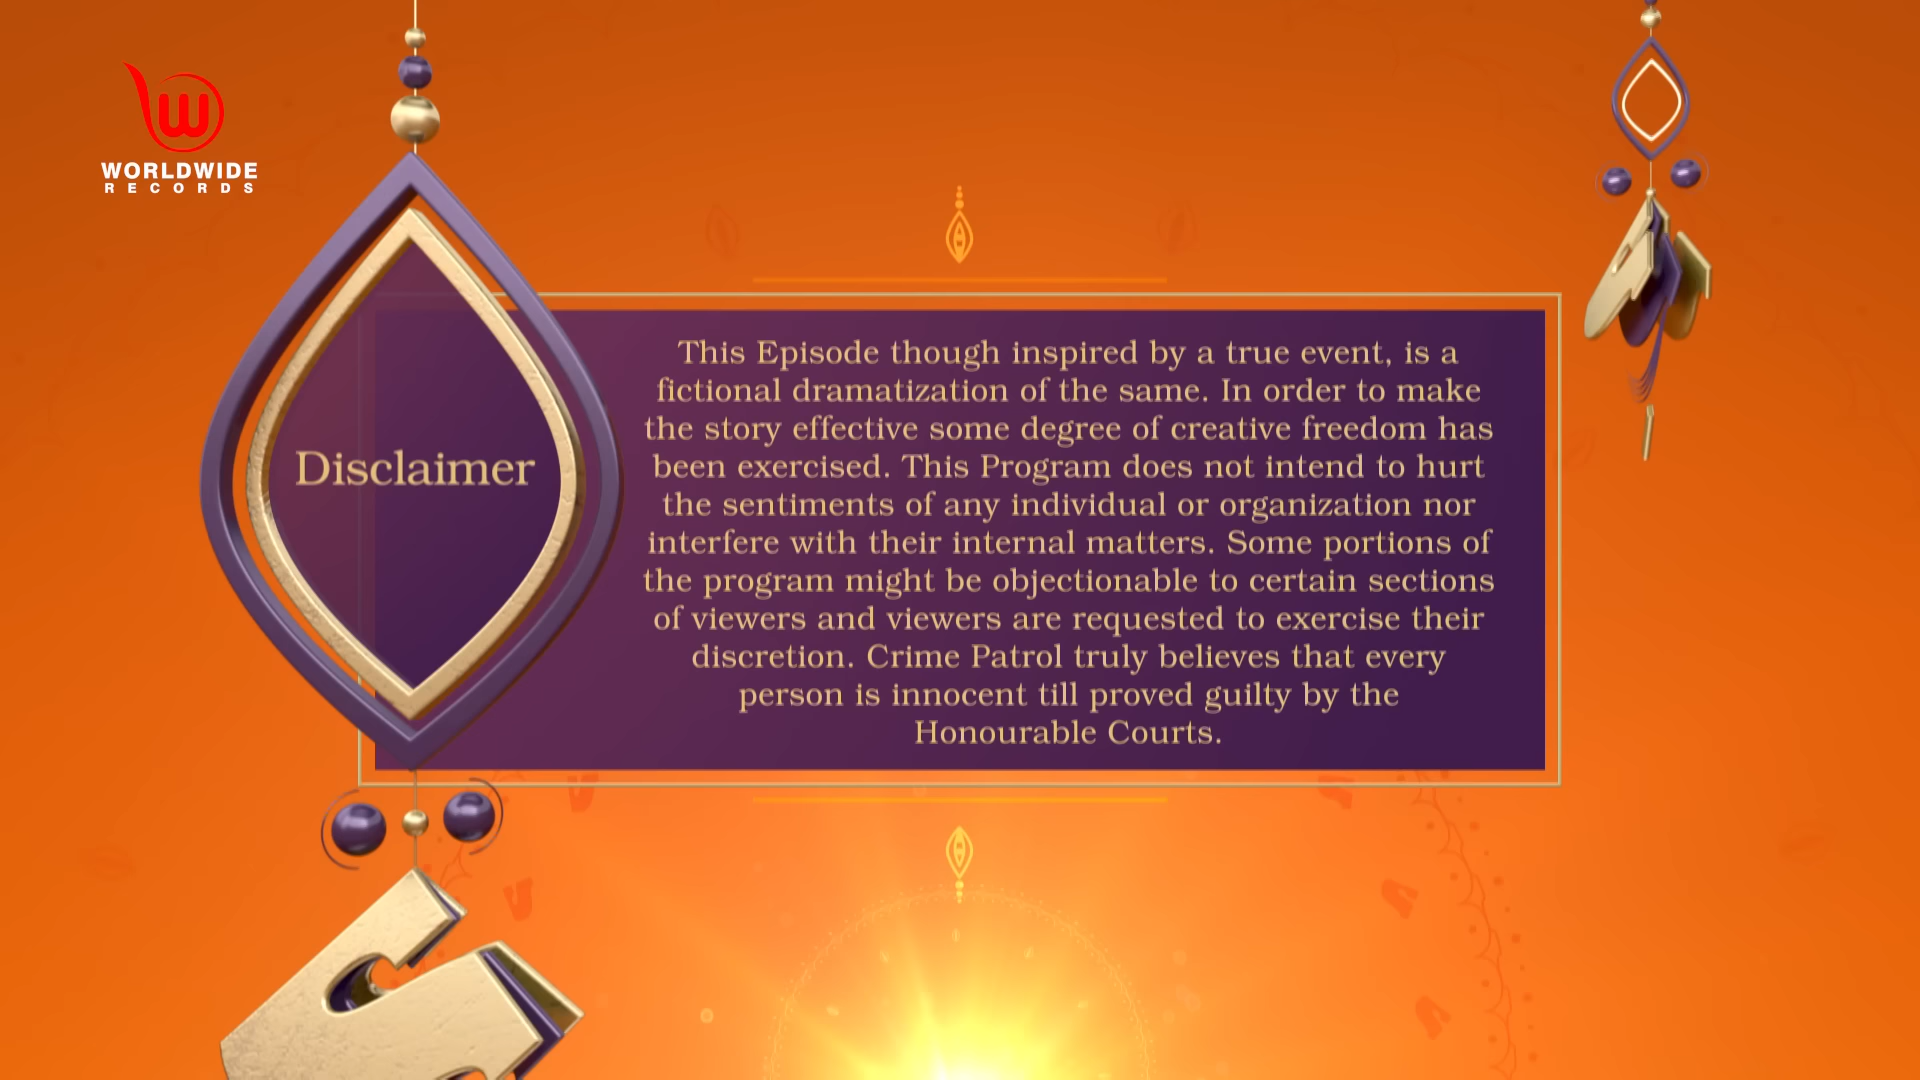 WORLDWIDE
RECORDS
Disclaimer
This Episode though inspired by a true event, is a
fictional dramatization of the same. In order to make
the story effective some degree of creative freedom has
been exercised. This Program does not intend to hurt
the sentiments of any individual or organization nor
interfere with their internal matters. Some portions of
the program might be objectionable to certain sections
of viewers and viewers are requested to exercise their
discretion. Crime Patrol truly believes that every
person is innocent till proved guilty by the
Honourable Courts.